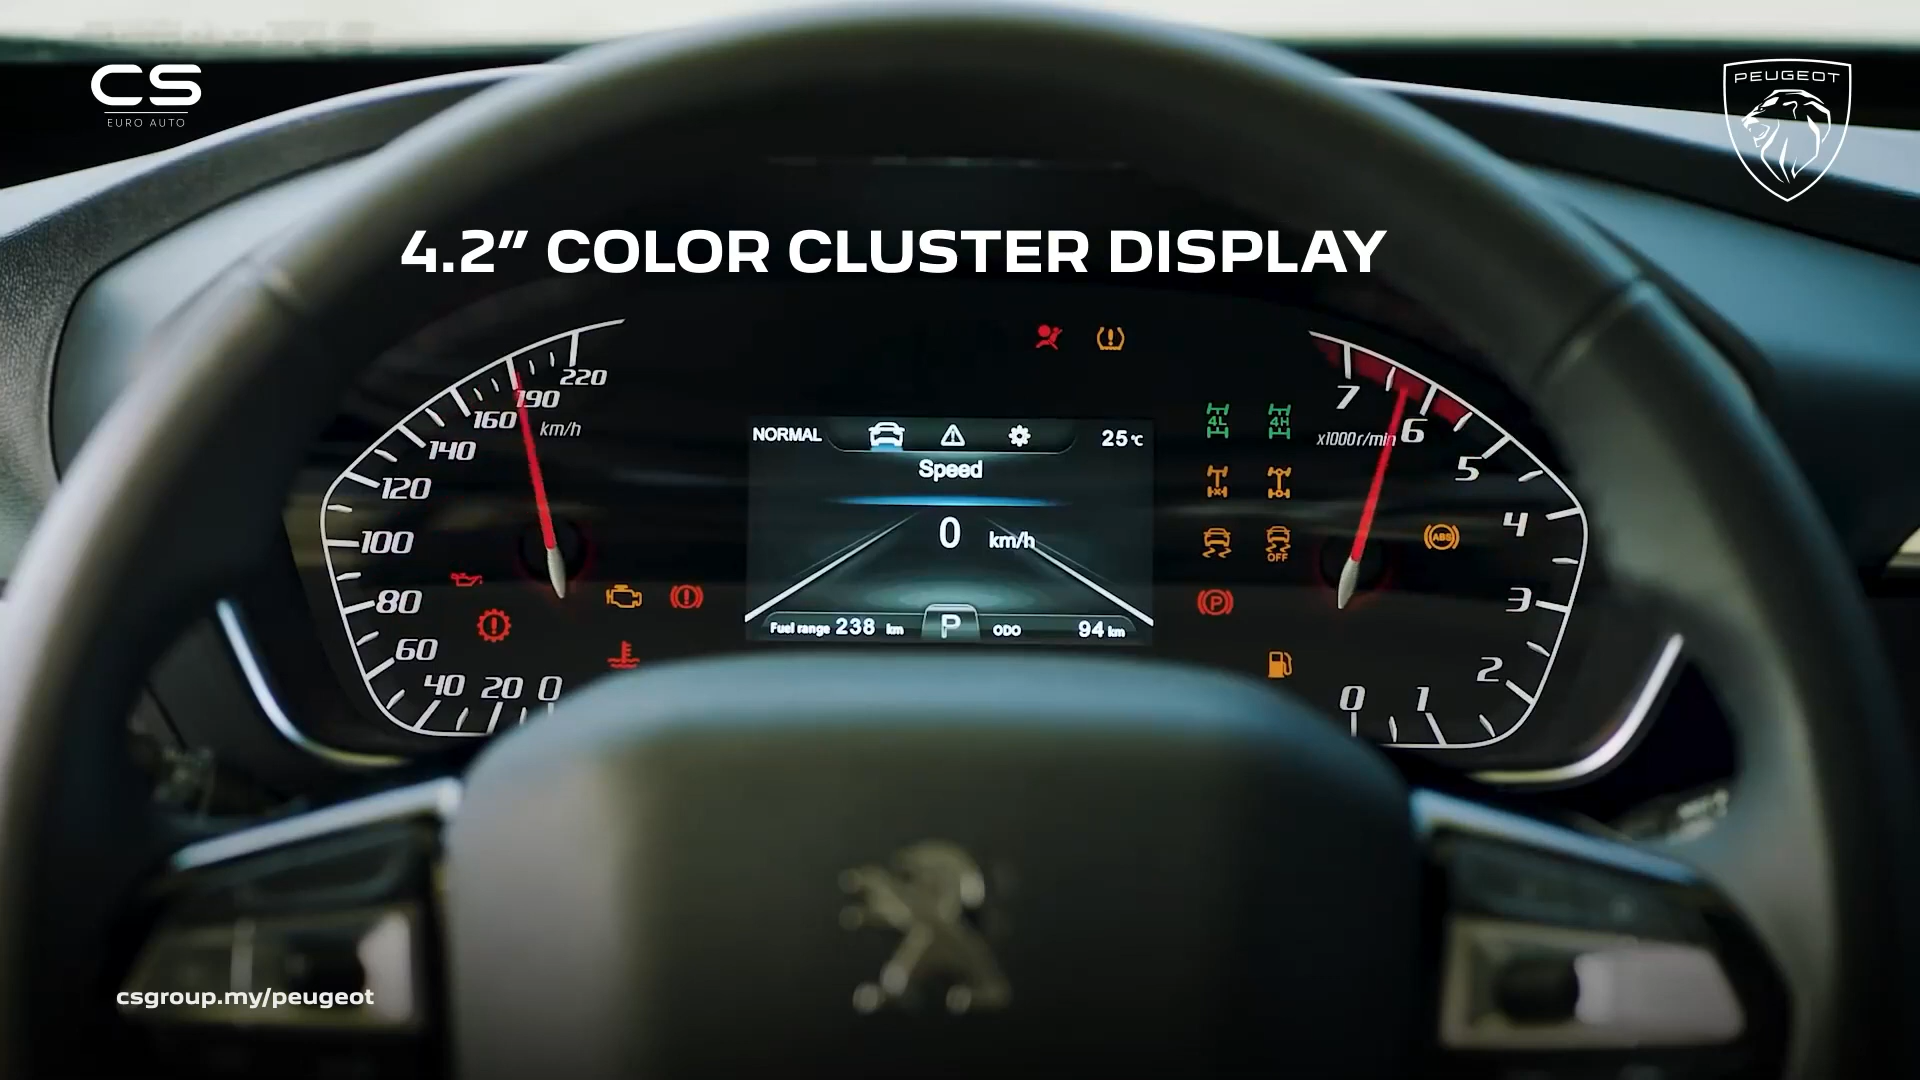 CS
EURO AUTO
PEUGEOT
4.2” COLOR CLUSTER DISPLAY
220
190
160
km/h
140
120
100
80
60
40
20
0
NORMAL
25℃
Speed
0 km/h
Fuel range 238 km
P
ODO 94 km
4L
4H
OFF
P
ABS
7
x1000r/min
6
5
4
3
2
1
0
csgroup.my/peugeot